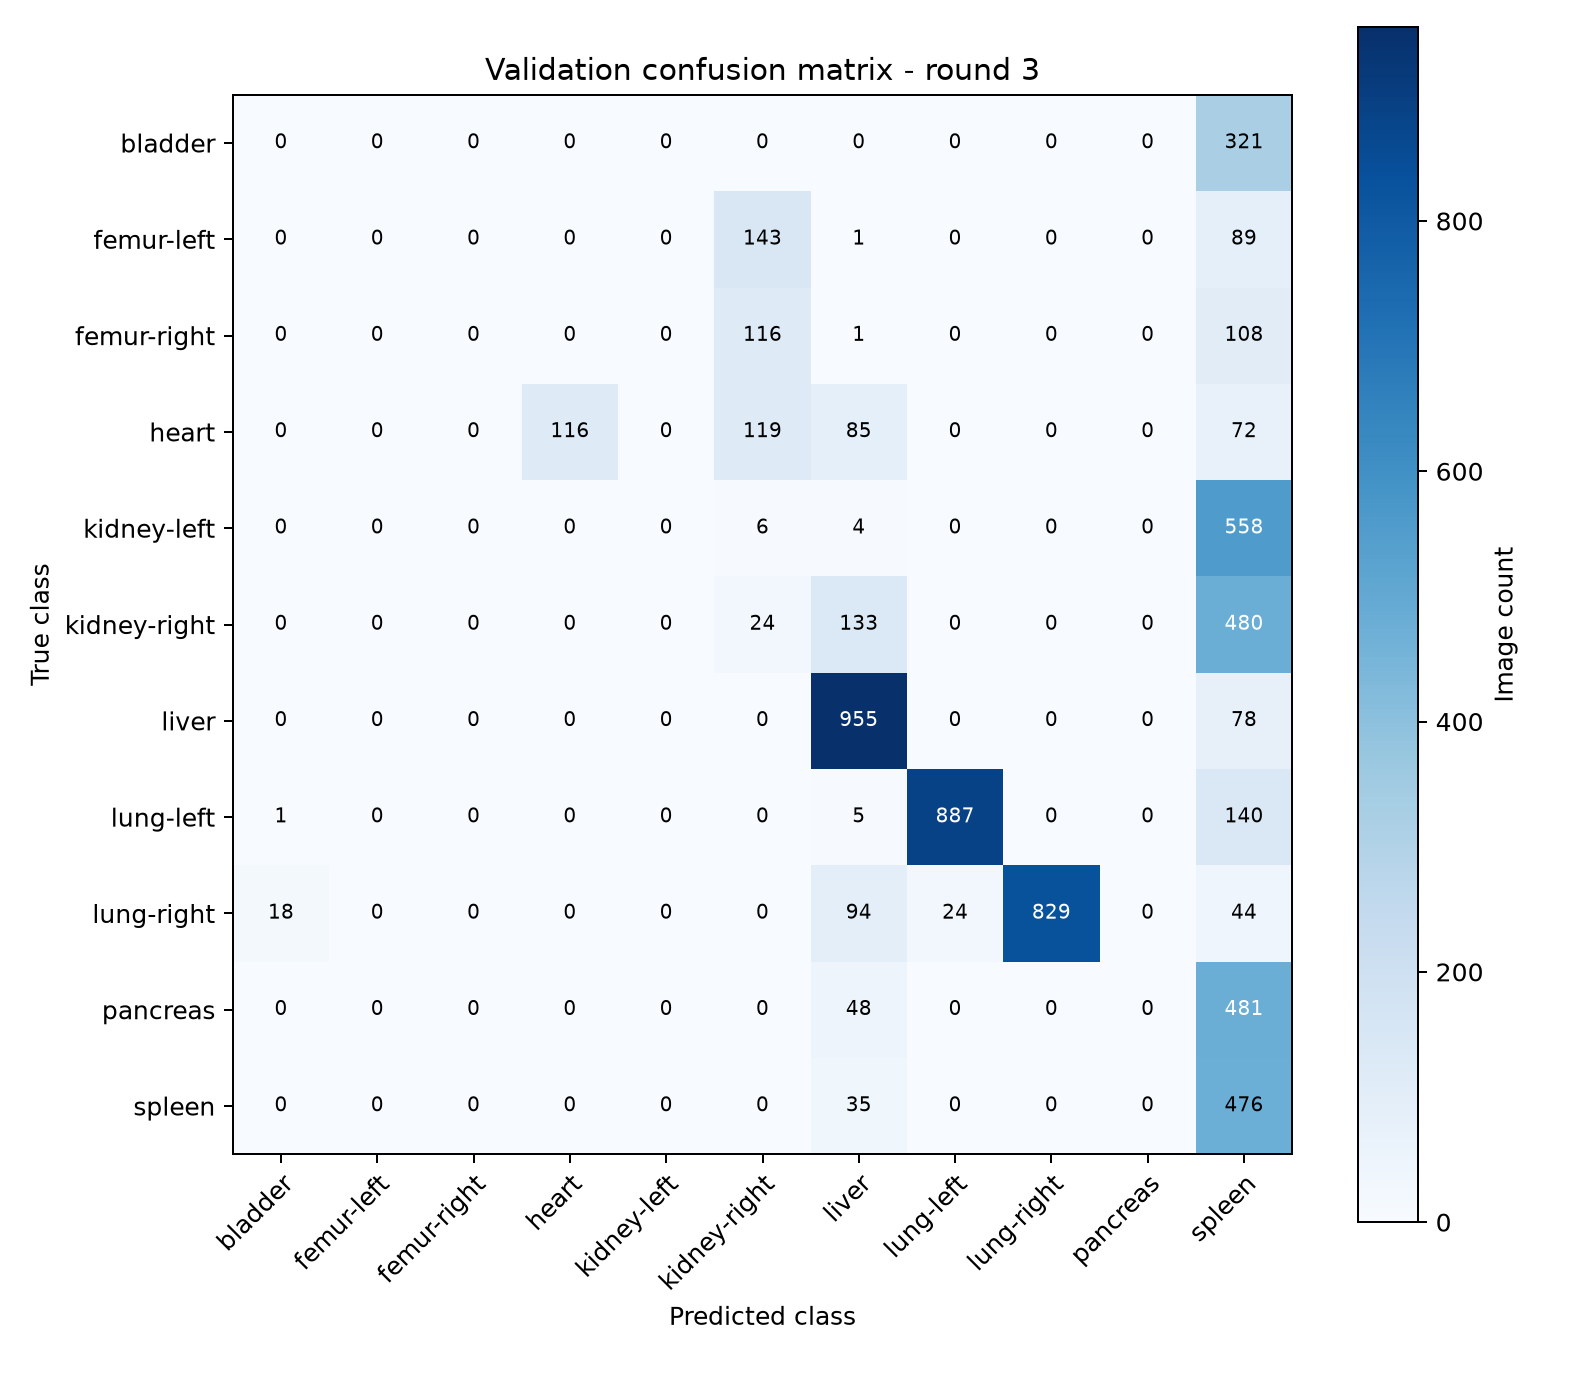 Validation confusion matrix - round 3
bladder 0 0 0 0 0 0 0 0 0 0 321
femur-left 0 0 0 0 0 143 1 0 0 0 89
femur-right 0 0 0 0 0 116 1 0 0 0 108
heart 0 0 0 116 0 119 85 0 0 0 72
kidney-left 0 0 0 0 0 6 4 0 0 0 558
kidney-right 0 0 0 0 0 24 133 0 0 0 480
liver 0 0 0 0 0 0 955 0 0 0 78
lung-left 1 0 0 0 0 0 5 887 0 0 140
lung-right 18 0 0 0 0 0 94 24 829 0 44
pancreas 0 0 0 0 0 0 48 0 0 0 481
spleen 0 0 0 0 0 0 35 0 0 0 476
True class
bladder femur-left femur-right heart kidney-left kidney-right liver lung-left lung-right pancreas spleen
Predicted class
800
600
400
200
0
Image count